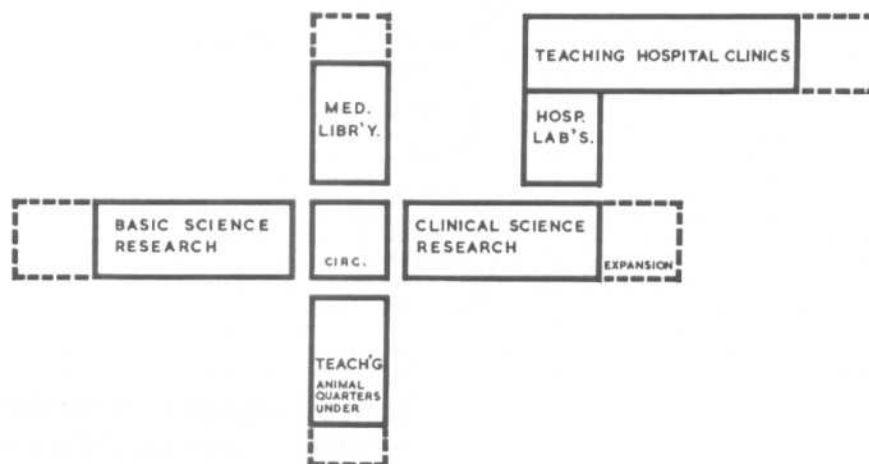 TEACHING HOSPITAL CLINICS
MED.
LIBR'Y.
HOSP.
LAB'S.
BASIC SCIENCE
RESEARCH
CIRC.
CLINICAL SCIENCE
RESEARCH
EXPANSION
TEACH'G
ANIMAL
QUARTERS
UNDER